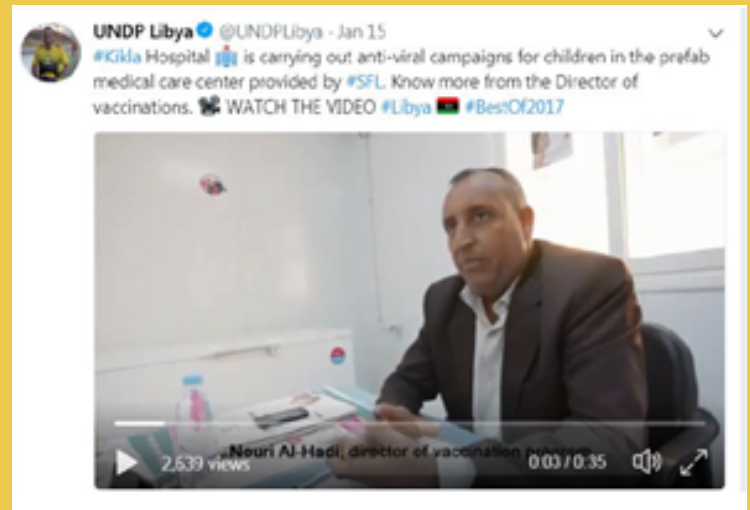 UNDP Libya @UNDPLibya - Jan 15
#Kikla Hospital is carrying out anti-viral campaigns for children in the prefab
medical care center provided by #SFL. Know more from the Director of
vaccinations. WATCH THE VIDEO #Libya #BestOf2017
Nouri Al-Hadi, director of vaccination program
2,639 views
0:03 / 0:35